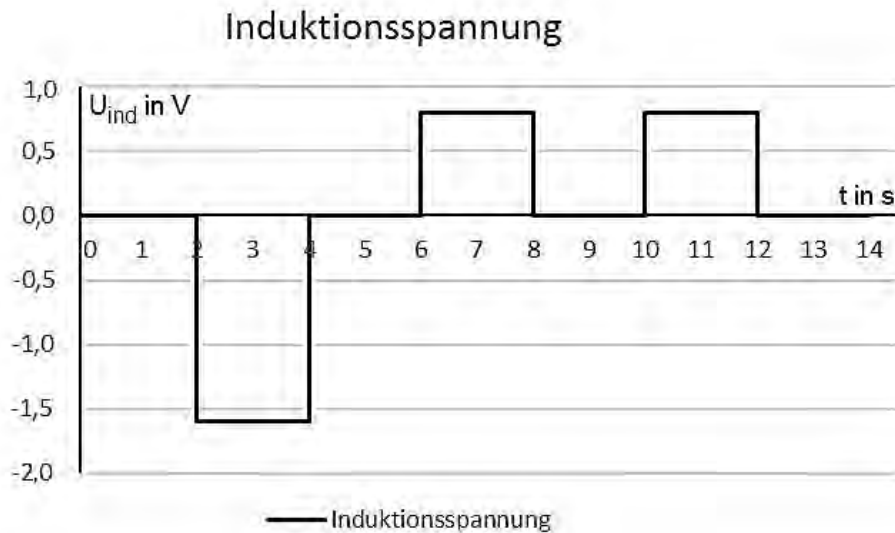 Induktionsspannung
1,0
U_ind in V
0,5
0,0
t in s
0 1 2 3 4 5 6 7 8 9 10 11 12 13 14
-0,5
-1,0
-1,5
-2,0
Induktionsspannung